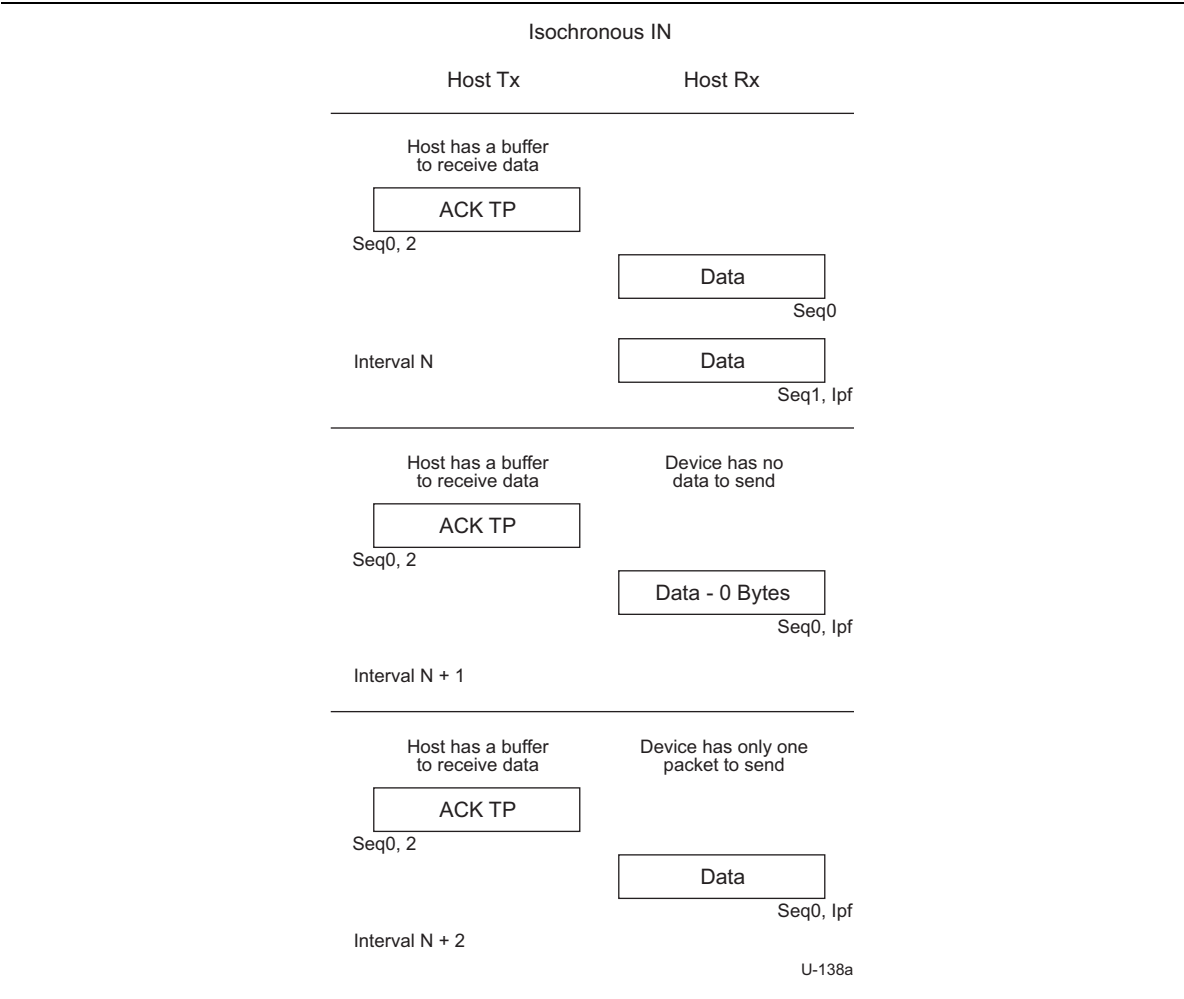 Isochronous IN
Host Tx
Host Rx
Host has a buffer
to receive data
ACK TP
Seq0, 2
Data
Seq0
Interval N
Data
Seq1, lpf
Host has a buffer
to receive data
Device has no
data to send
ACK TP
Seq0, 2
Data - 0 Bytes
Seq0, lpf
Interval N + 1
Host has a buffer
to receive data
Device has only one
packet to send
ACK TP
Seq0, 2
Data
Seq0, lpf
Interval N + 2
U-138a